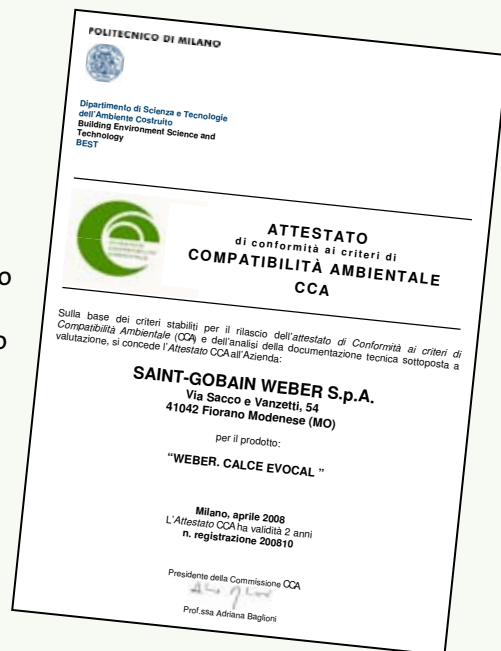 POLITECNICO DI MILANO
Dipartimento di Scienza e Tecnologie
dell'Ambiente Costruito
Building Environment Science and
Technology
BEST
ATTESTATO
di conformità ai criteri di
COMPATIBILITÀ AMBIENTALE
CCA
o
o
Sulla base dei criteri stabiliti per il rilascio dell'attestato di Conformità ai criteri di
Compatibilità Ambientale (CCA) e dell'analisi della documentazione tecnica sottoposta a
valutazione, si concede l'Attestato CCA all'Azienda:
SAINT-GOBAIN WEBER S.p.A.
Via Sacco e Vanzetti, 54
41042 Fiorano Modenese (MO)
per il prodotto:
“WEBER. CALCE EVOCAL ”
Milano, aprile 2008
L'Attestato CCA ha validità 2 anni
n. registrazione 200810
Presidente della Commissione CCA
Prof.ssa Adriana Baglioni